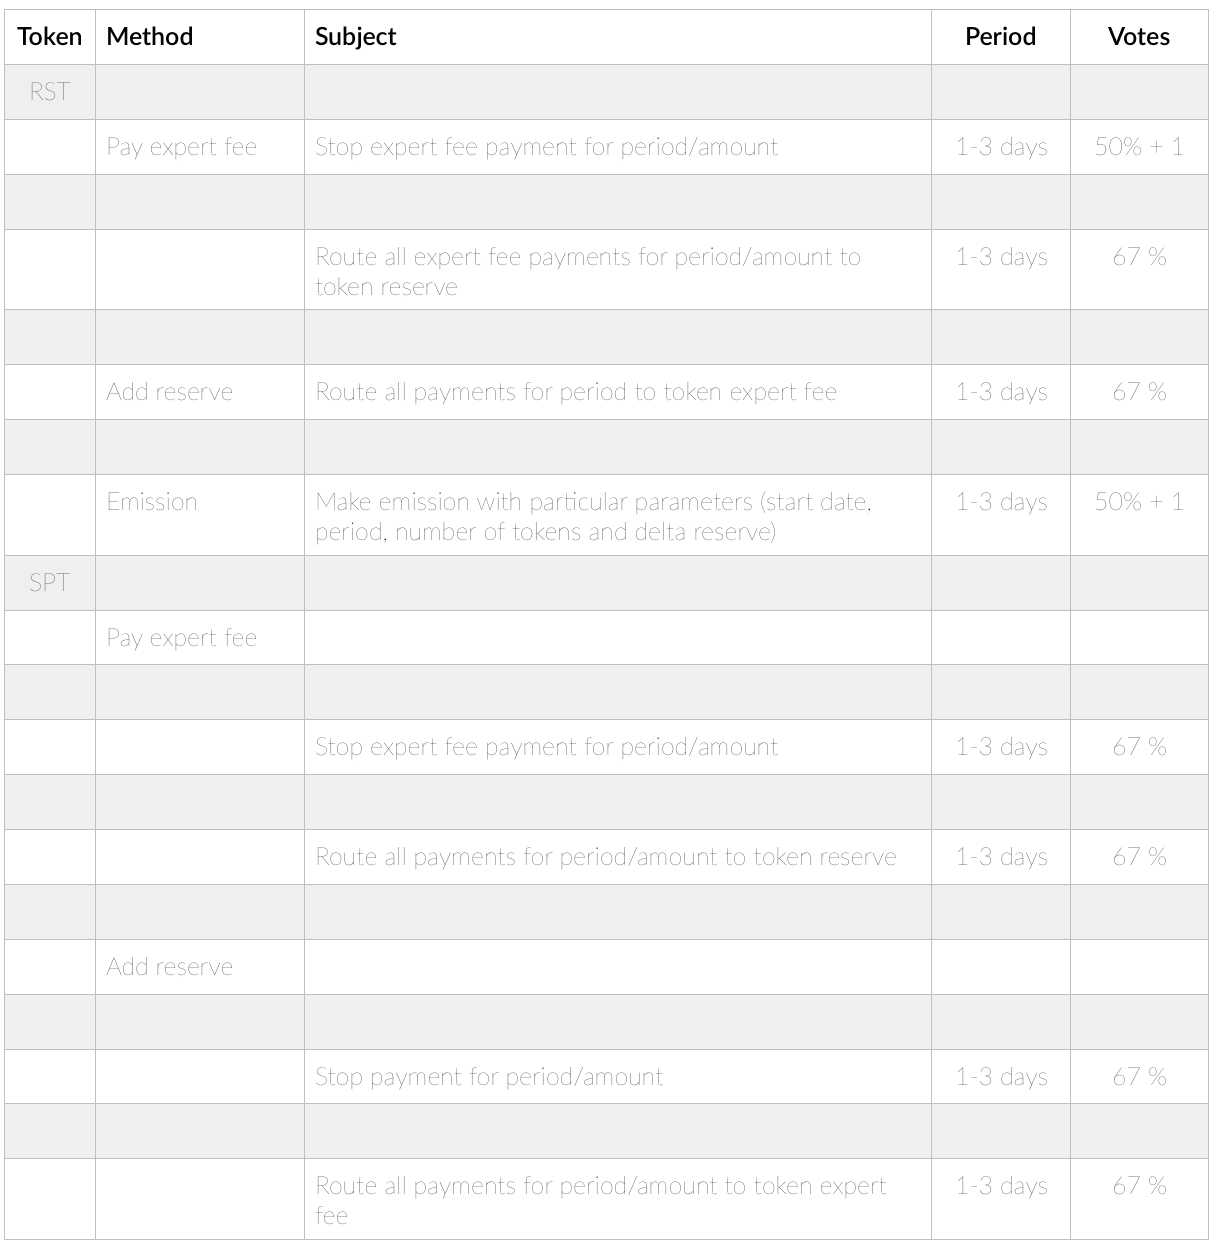 Token Method Subject Period Votes
RST
Pay expert fee Stop expert fee payment for period/amount 1-3 days 50% + 1
Route all expert fee payments for period/amount to 1-3 days 67 %
token reserve
Add reserve Route all payments for period to token expert fee 1-3 days 67 %
Emission Make emission with particular parameters (start date, 1-3 days 50% + 1
period, number of tokens and delta reserve)
SPT
Pay expert fee
Stop expert fee payment for period/amount 1-3 days 67 %
Route all payments for period/amount to token reserve 1-3 days 67 %
Add reserve
Stop payment for period/amount 1-3 days 67 %
Route all payments for period/amount to token expert 1-3 days 67 %
fee